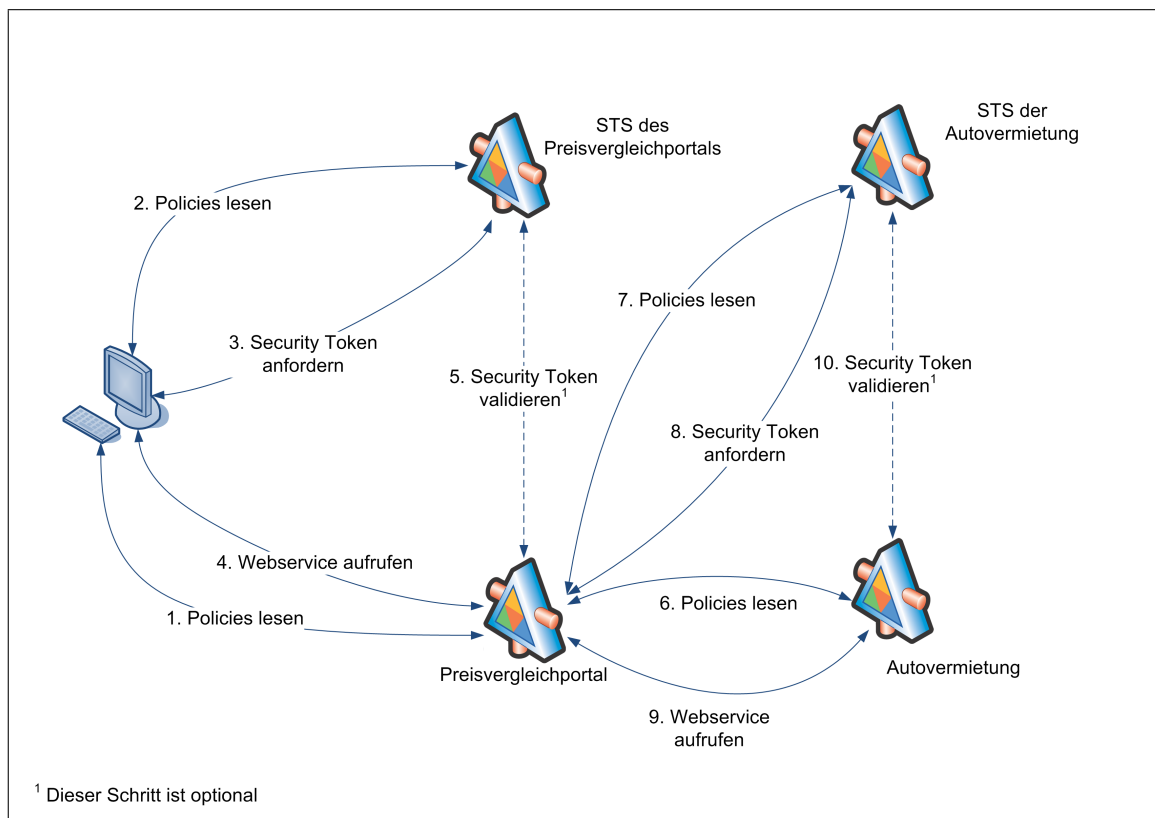 STS des
Preisvergleichportals
STS der
Autovermietung
2. Policies lesen
7. Policies lesen
3. Security Token
anfordern
5. Security Token
validieren¹
10. Security Token
validieren¹
8. Security Token
anfordern
4. Webservice aufrufen
6. Policies lesen
1. Policies lesen
Preisvergleichportal
Autovermietung
9. Webservice
aufrufen
¹ Dieser Schritt ist optional